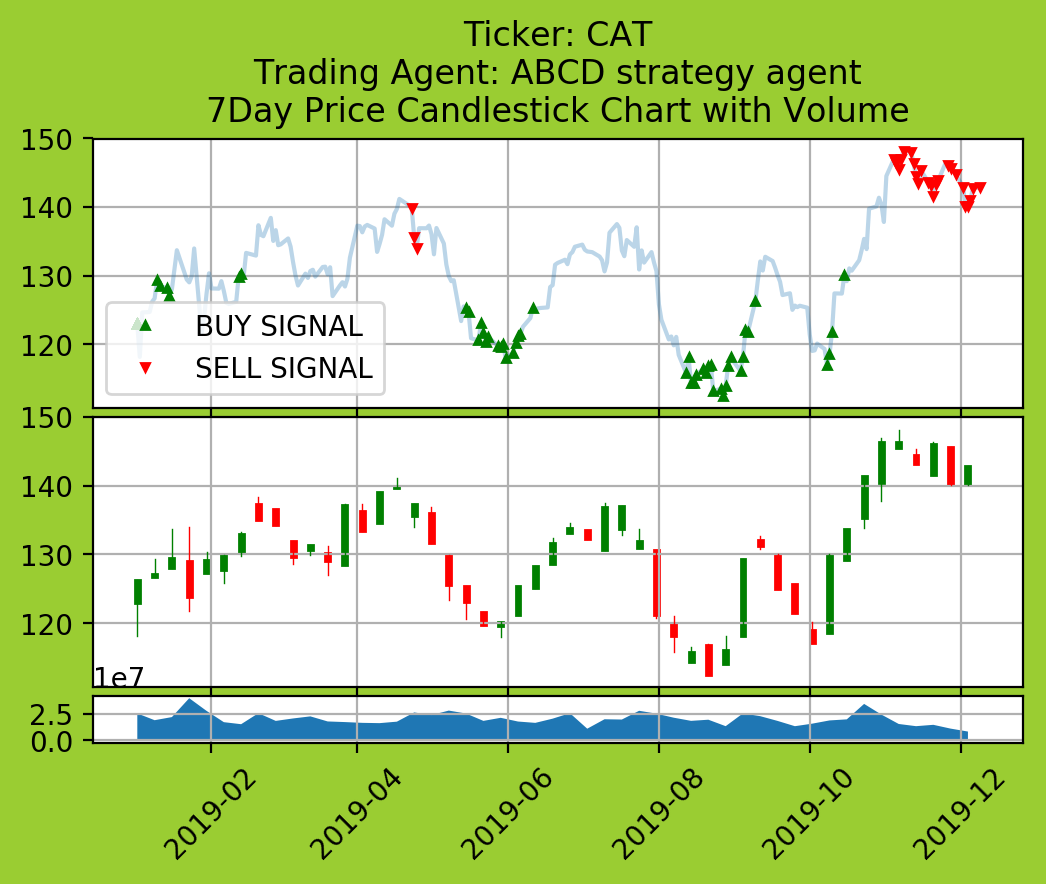 Ticker: CAT
Trading Agent: ABCD strategy agent
7Day Price Candlestick Chart with Volume
150
140
130
120
BUY SIGNAL
SELL SIGNAL
150
140
130
120
1e7
2.5
0.0
2019-02
2019-04
2019-06
2019-08
2019-10
2019-12